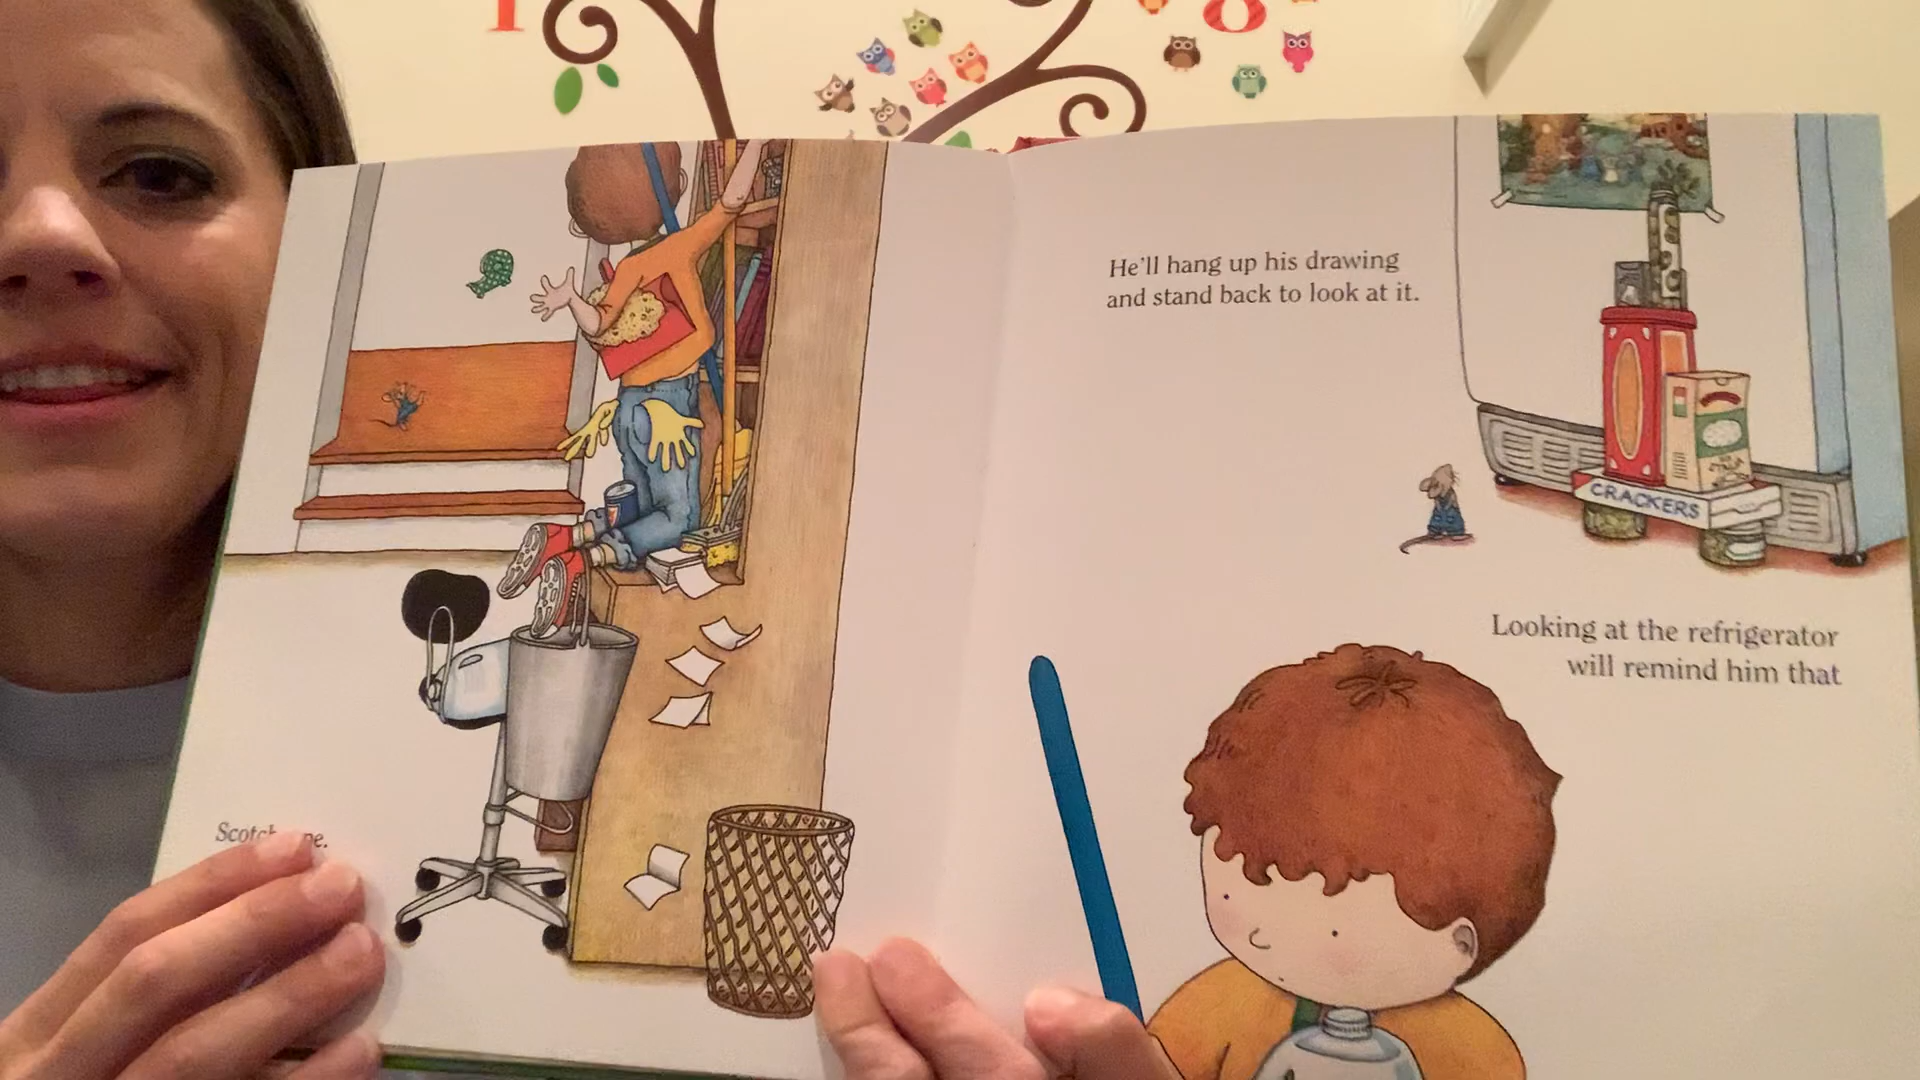 He'll hang up his drawing
and stand back to look at it.
CRACKERS
Looking at the refrigerator
will remind him that